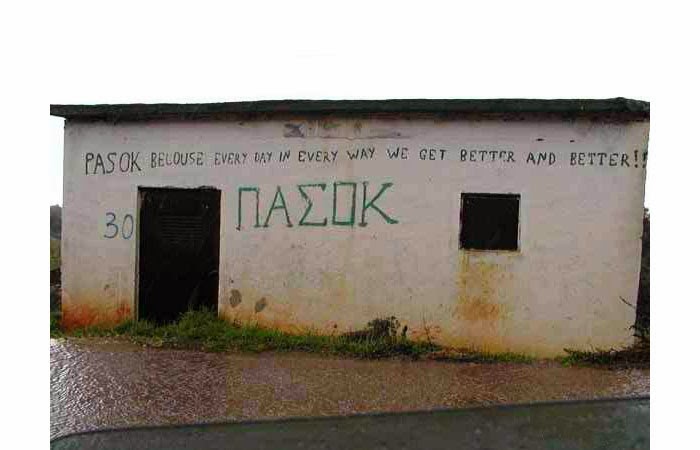 PASOK BECOUSE EVERY DAY IN EVERY WAY WE GET BETTER AND BETTER!!
30 ΠΑΣΟΚ